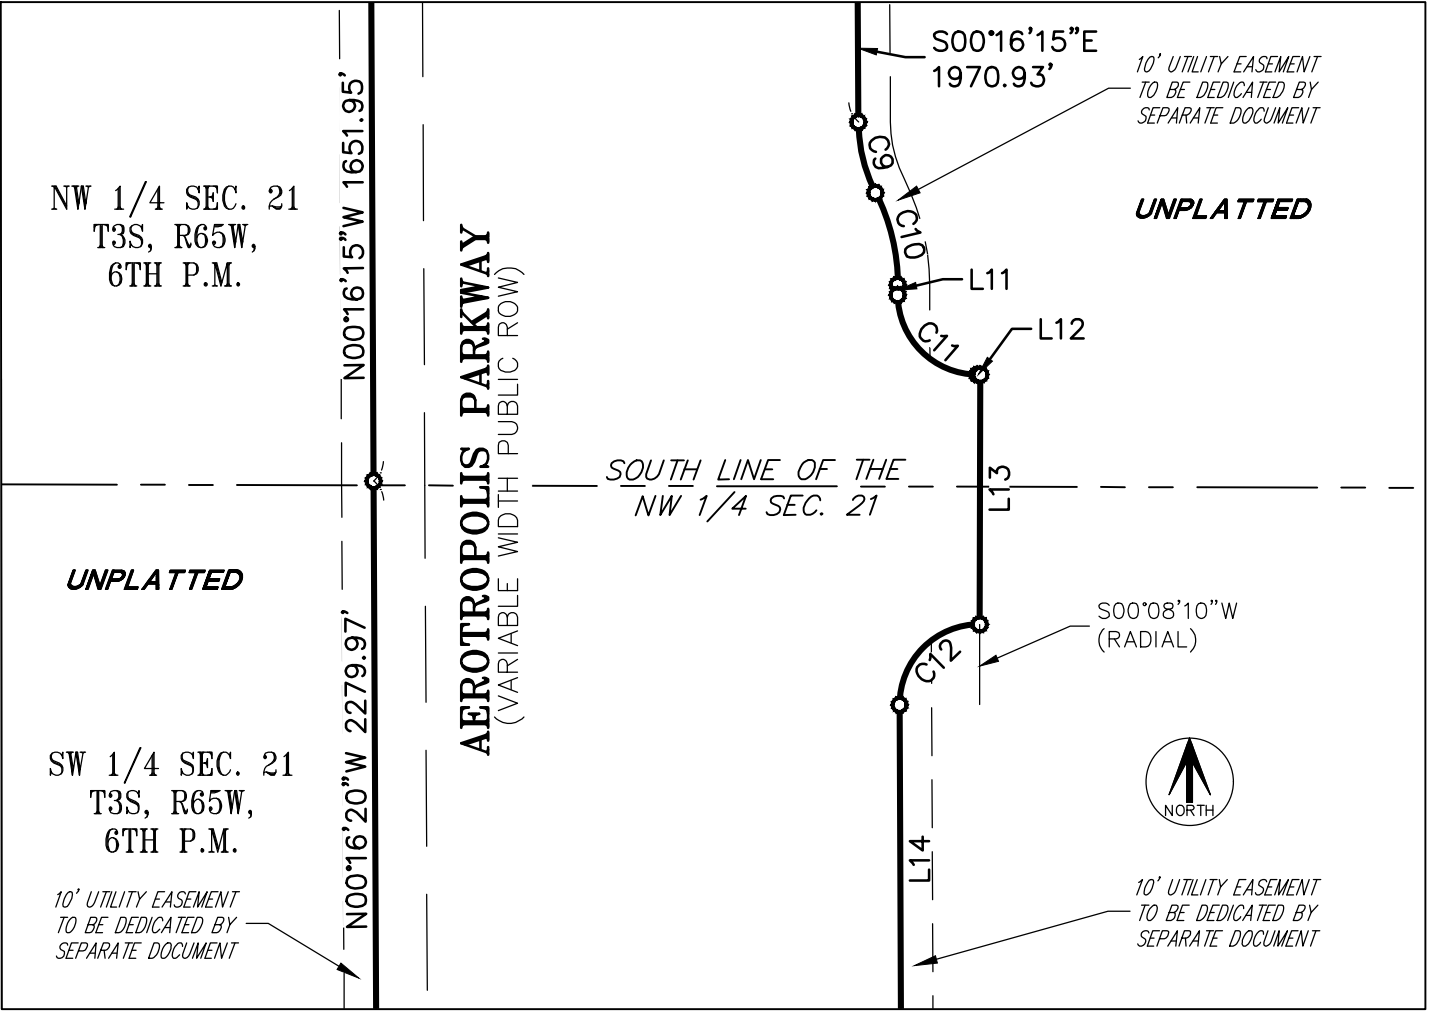 S00°16'15"E
1970.93'
10' UTILITY EASEMENT
TO BE DEDICATED BY
SEPARATE DOCUMENT
N00°16'15"W 1651.95'
C9
NW 1/4 SEC. 21
T3S, R65W,
6TH P.M.
UNPLATTED
C10
L11
C11
L12
AEROTROPOLIS PARKWAY
(VARIABLE WIDTH PUBLIC ROW)
SOUTH LINE OF THE
NW 1/4 SEC. 21
L13
UNPLATTED
S00°08'10"W
(RADIAL)
C12
N00°16'20"W 2279.97'
SW 1/4 SEC. 21
T3S, R65W,
6TH P.M.
NORTH
L14
10' UTILITY EASEMENT
TO BE DEDICATED BY
SEPARATE DOCUMENT
10' UTILITY EASEMENT
TO BE DEDICATED BY
SEPARATE DOCUMENT